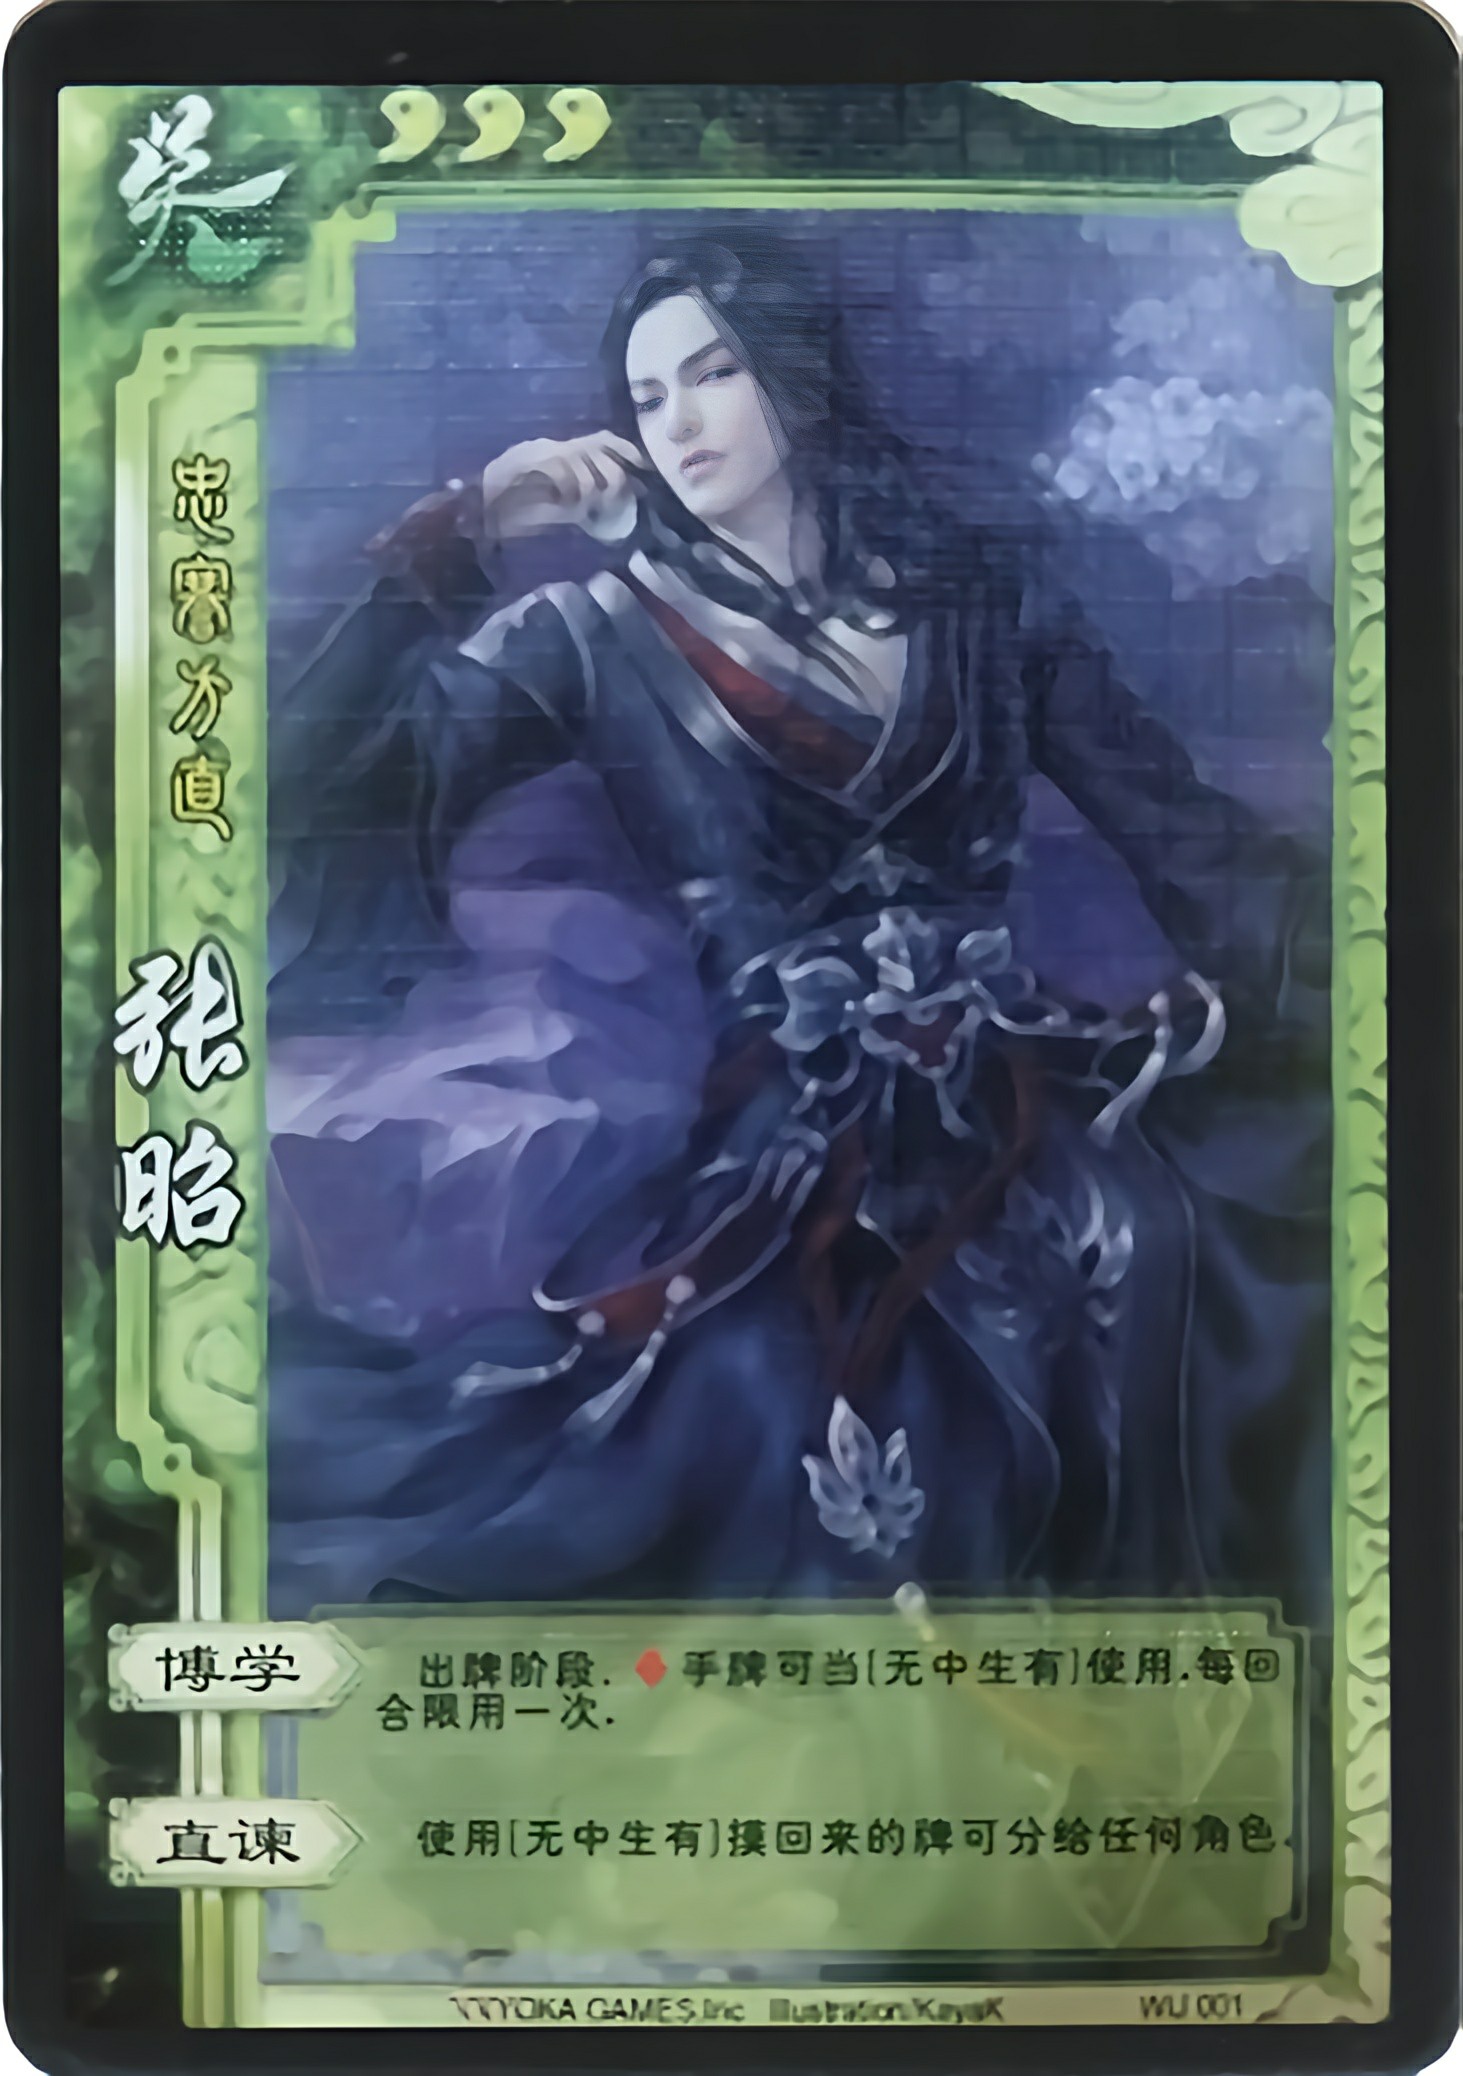 吴
忠謇方直
张昭
博学
出牌阶段.♦手牌可当[无中生有]使用.每回
合限用一次.
直谏
使用[无中生有]摸回来的牌可分给任何角色.
YOKA GAMES Inc Illustration/KayaK
WU 001